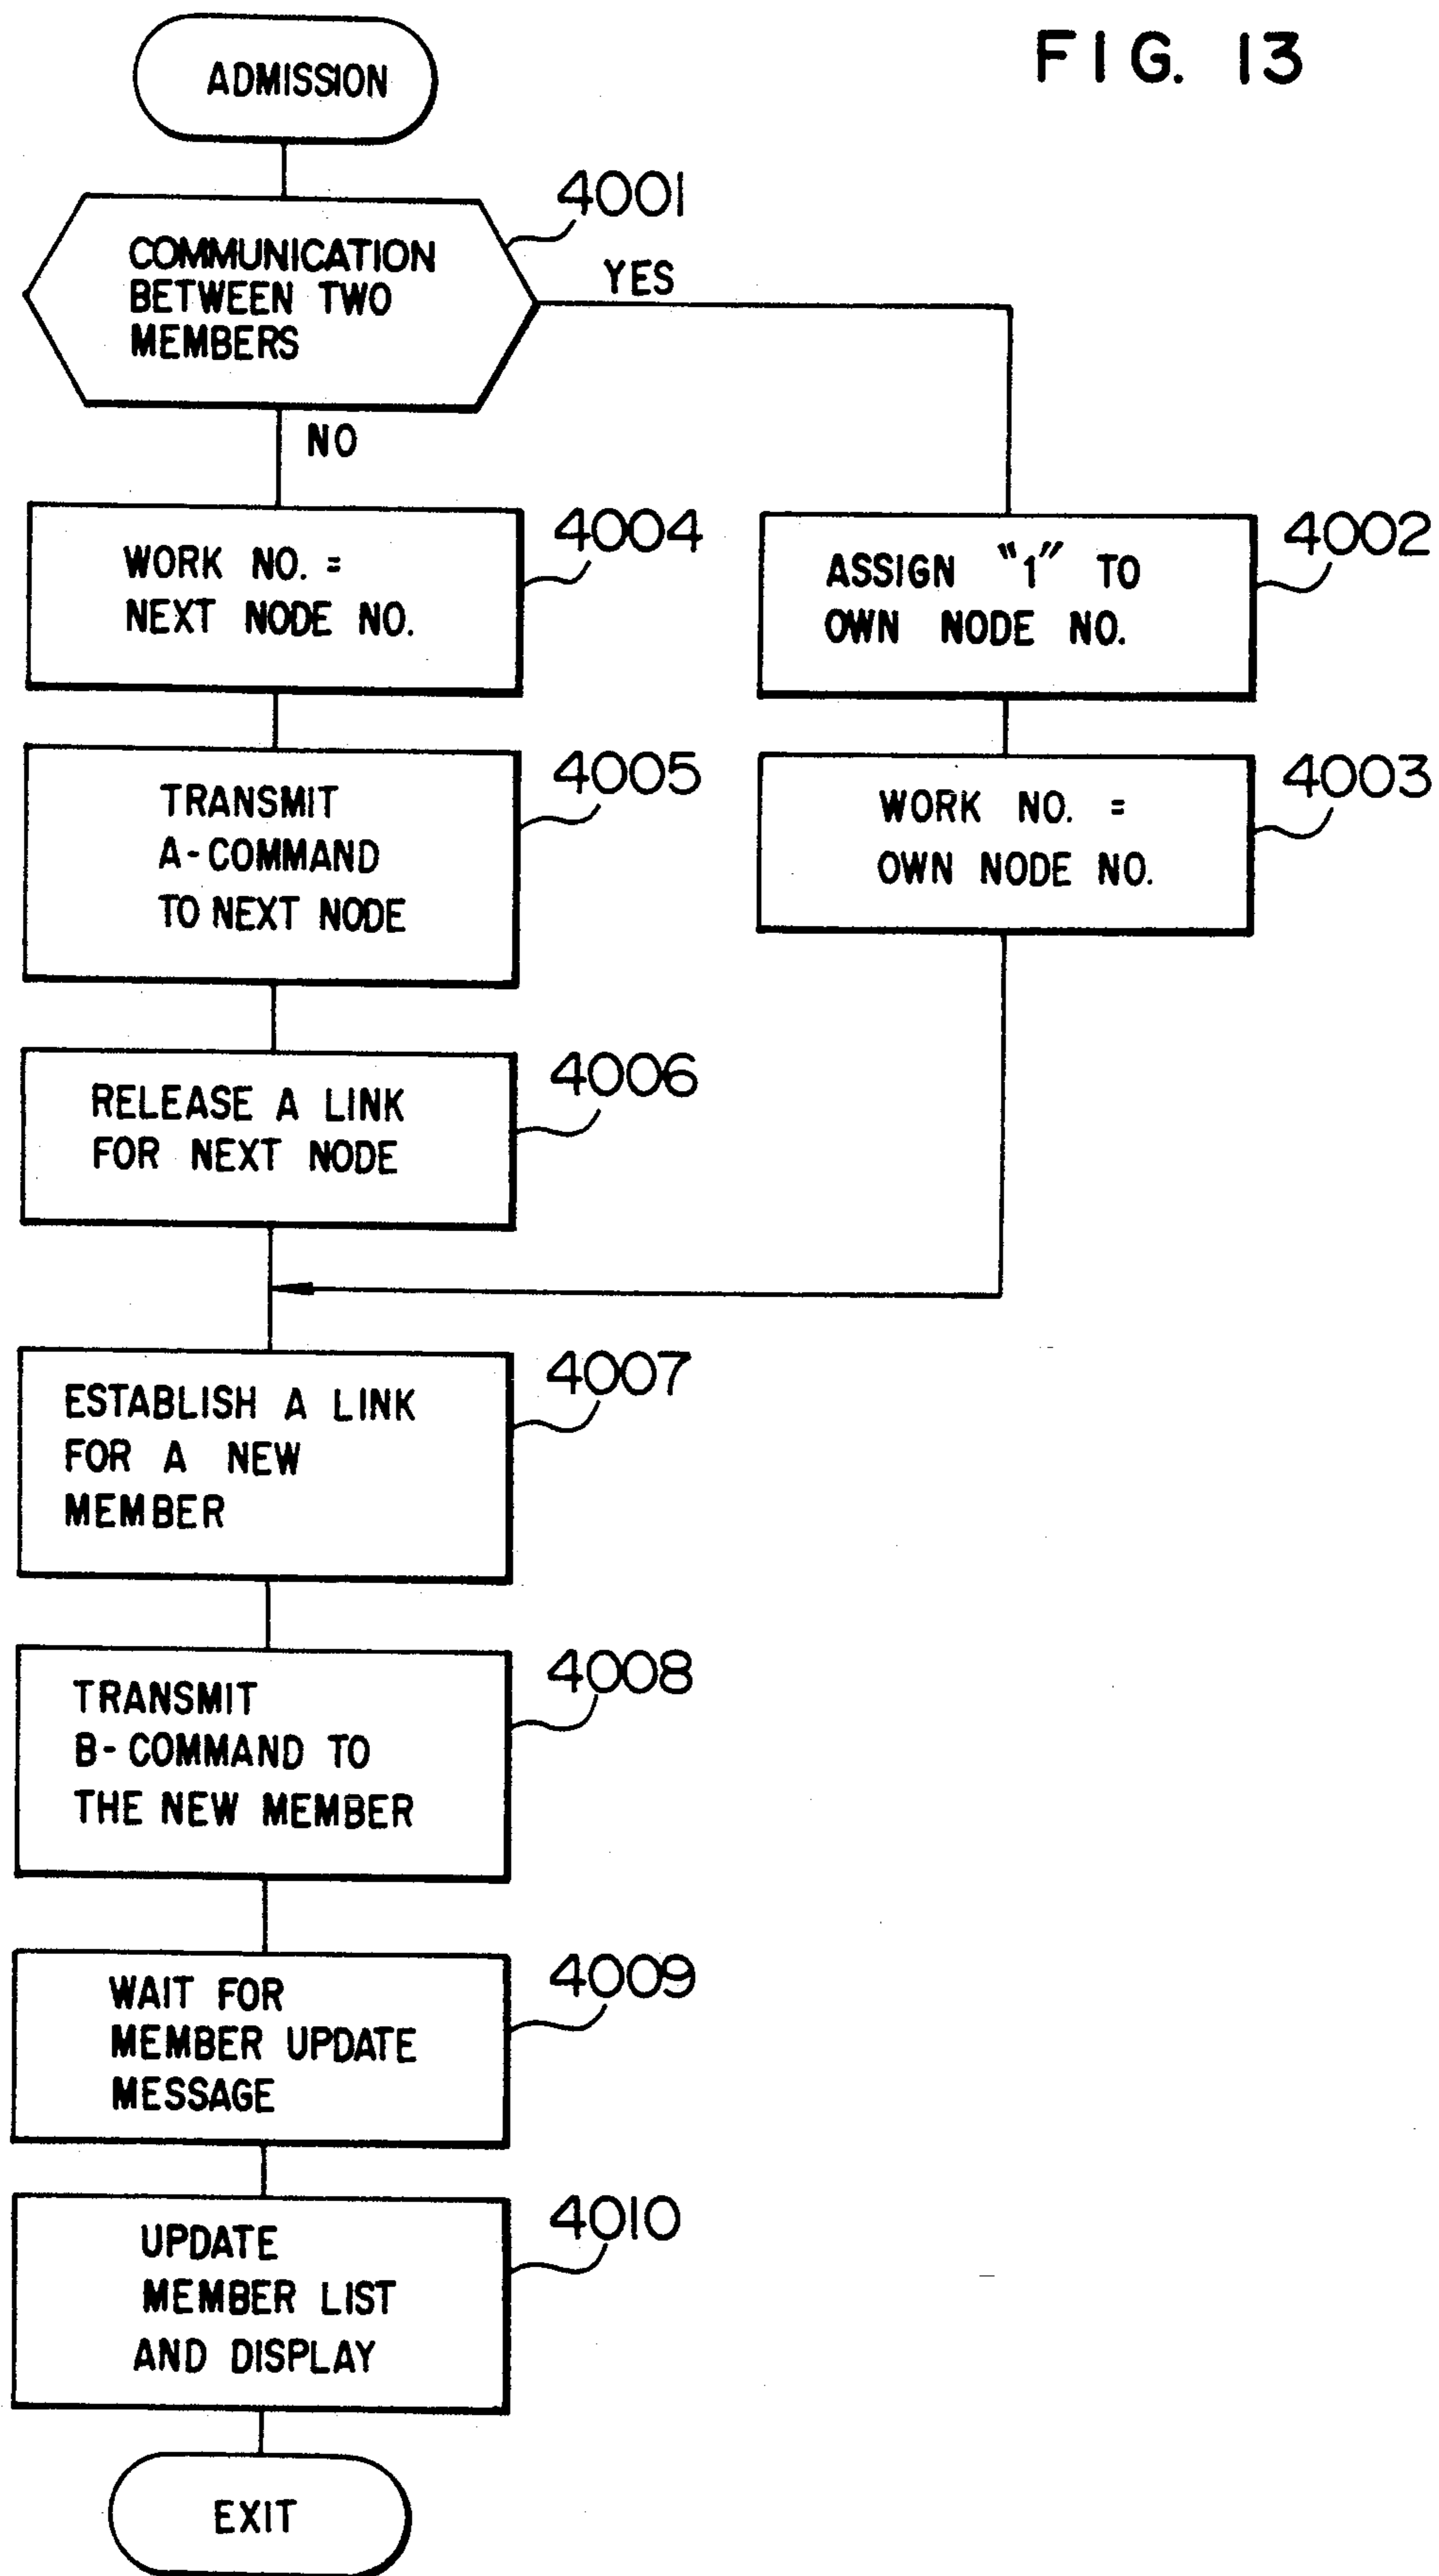 FIG. 13
ADMISSION
4001
COMMUNICATION
BETWEEN TWO
MEMBERS
YES
NO
4004
WORK NO. =
NEXT NODE NO.
4002
ASSIGN "1" TO
OWN NODE NO.
4005
TRANSMIT
A-COMMAND
TO NEXT NODE
4003
WORK NO. =
OWN NODE NO.
4006
RELEASE A LINK
FOR NEXT NODE
4007
ESTABLISH A LINK
FOR A NEW
MEMBER
4008
TRANSMIT
B-COMMAND TO
THE NEW MEMBER
4009
WAIT FOR
MEMBER UPDATE
MESSAGE
4010
UPDATE
MEMBER LIST
AND DISPLAY
EXIT